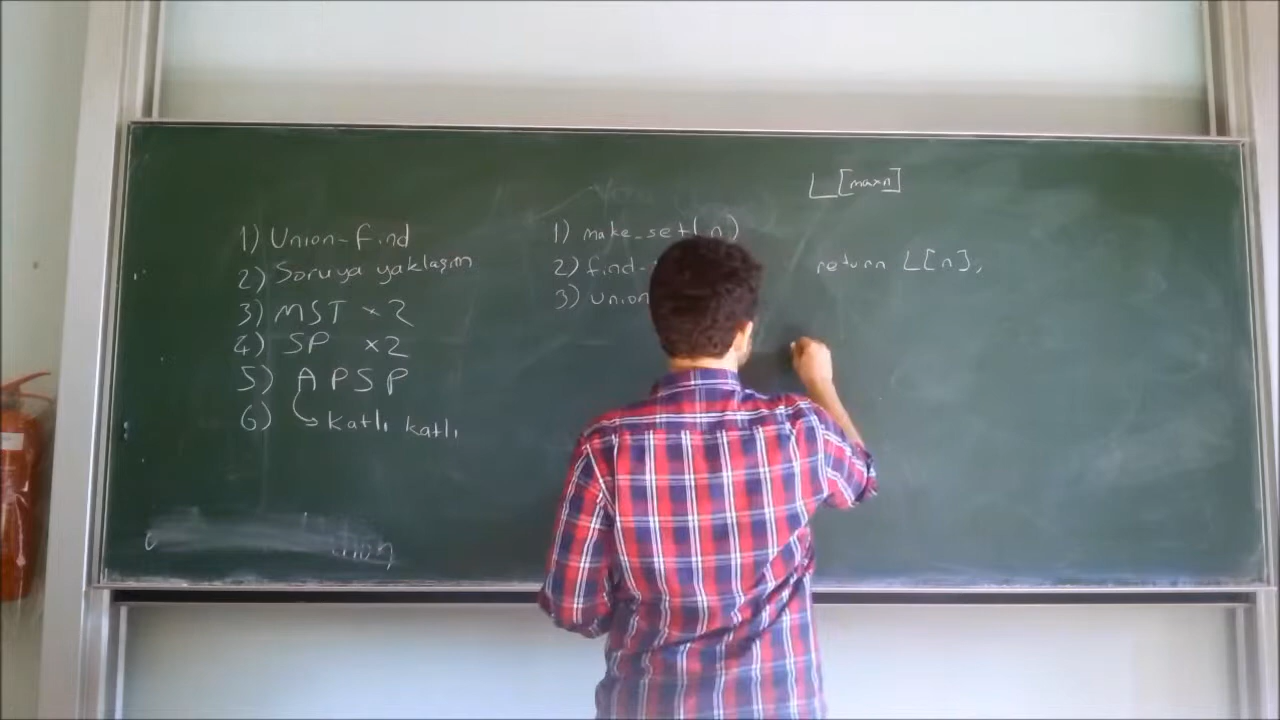 1) Union-find
2) Soruya yaklaşım
3) MST x2
4) SP x2
5) APSP
6) ↳ katlı katlı
1) make_set(n)
2) find-
3) union
L[maxn]
return L[n];